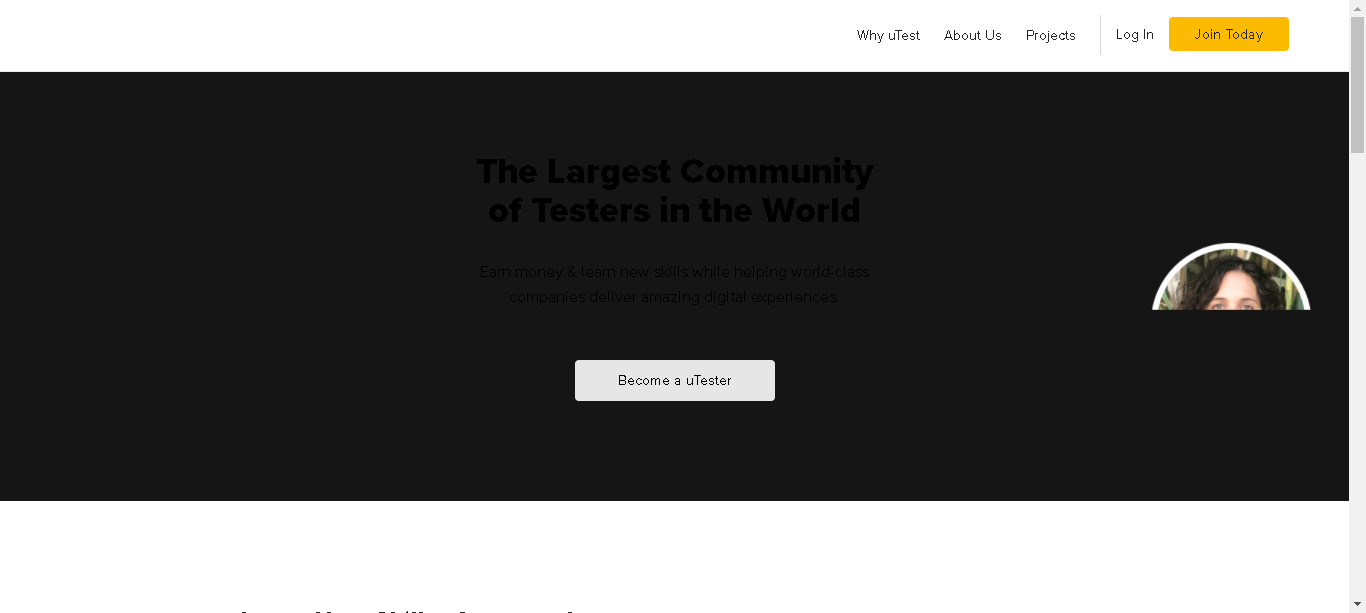 Why uTest
About Us
Projects
Log In
Join Today
The Largest Community
of Testers in the World
Earn money & learn new skills while helping world-class
companies deliver amazing digital experiences.
Become a uTester